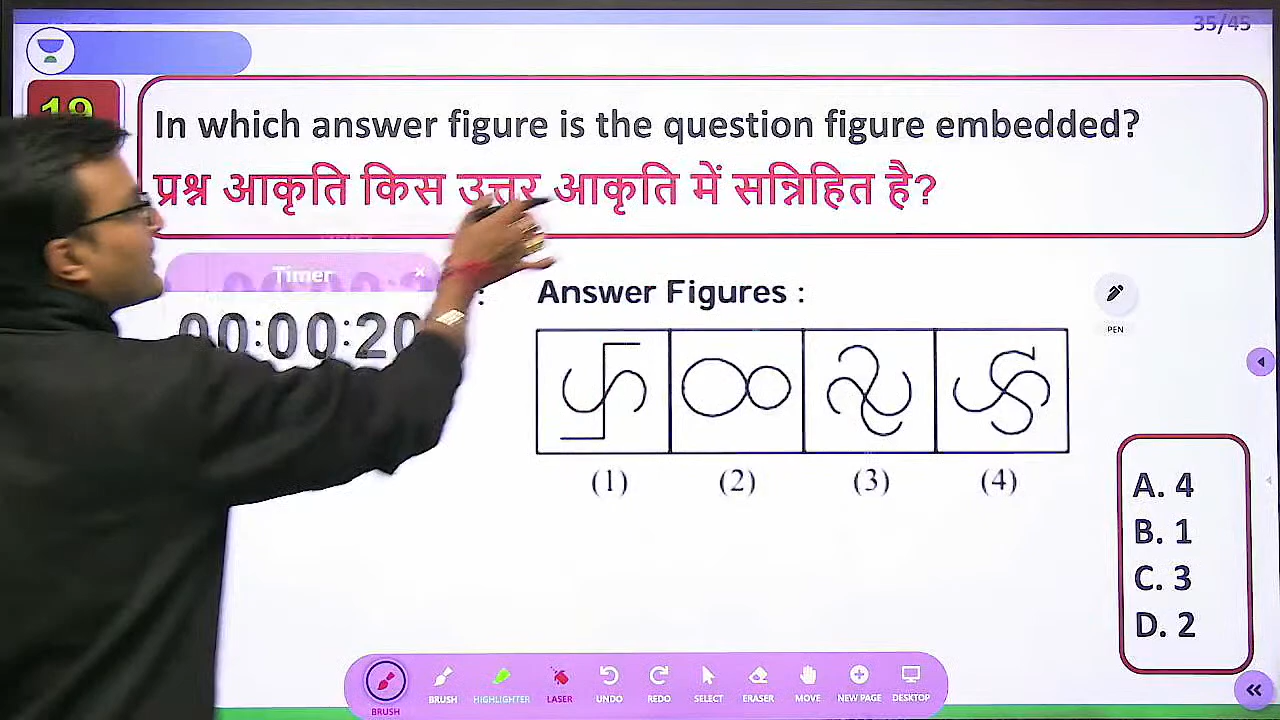 35/45
19
In which answer figure is the question figure embedded?
प्रश्न आकृति किस उत्तर आकृति में सन्निहित है?
Timer ×
00:00:20
:
Answer Figures :
PEN
(1) (2) (3) (4)
A. 4
B. 1
C. 3
D. 2
BRUSH BRUSH HIGHLIGHTER LASER UNDO REDO SELECT ERASER MOVE NEW PAGE DESKTOP